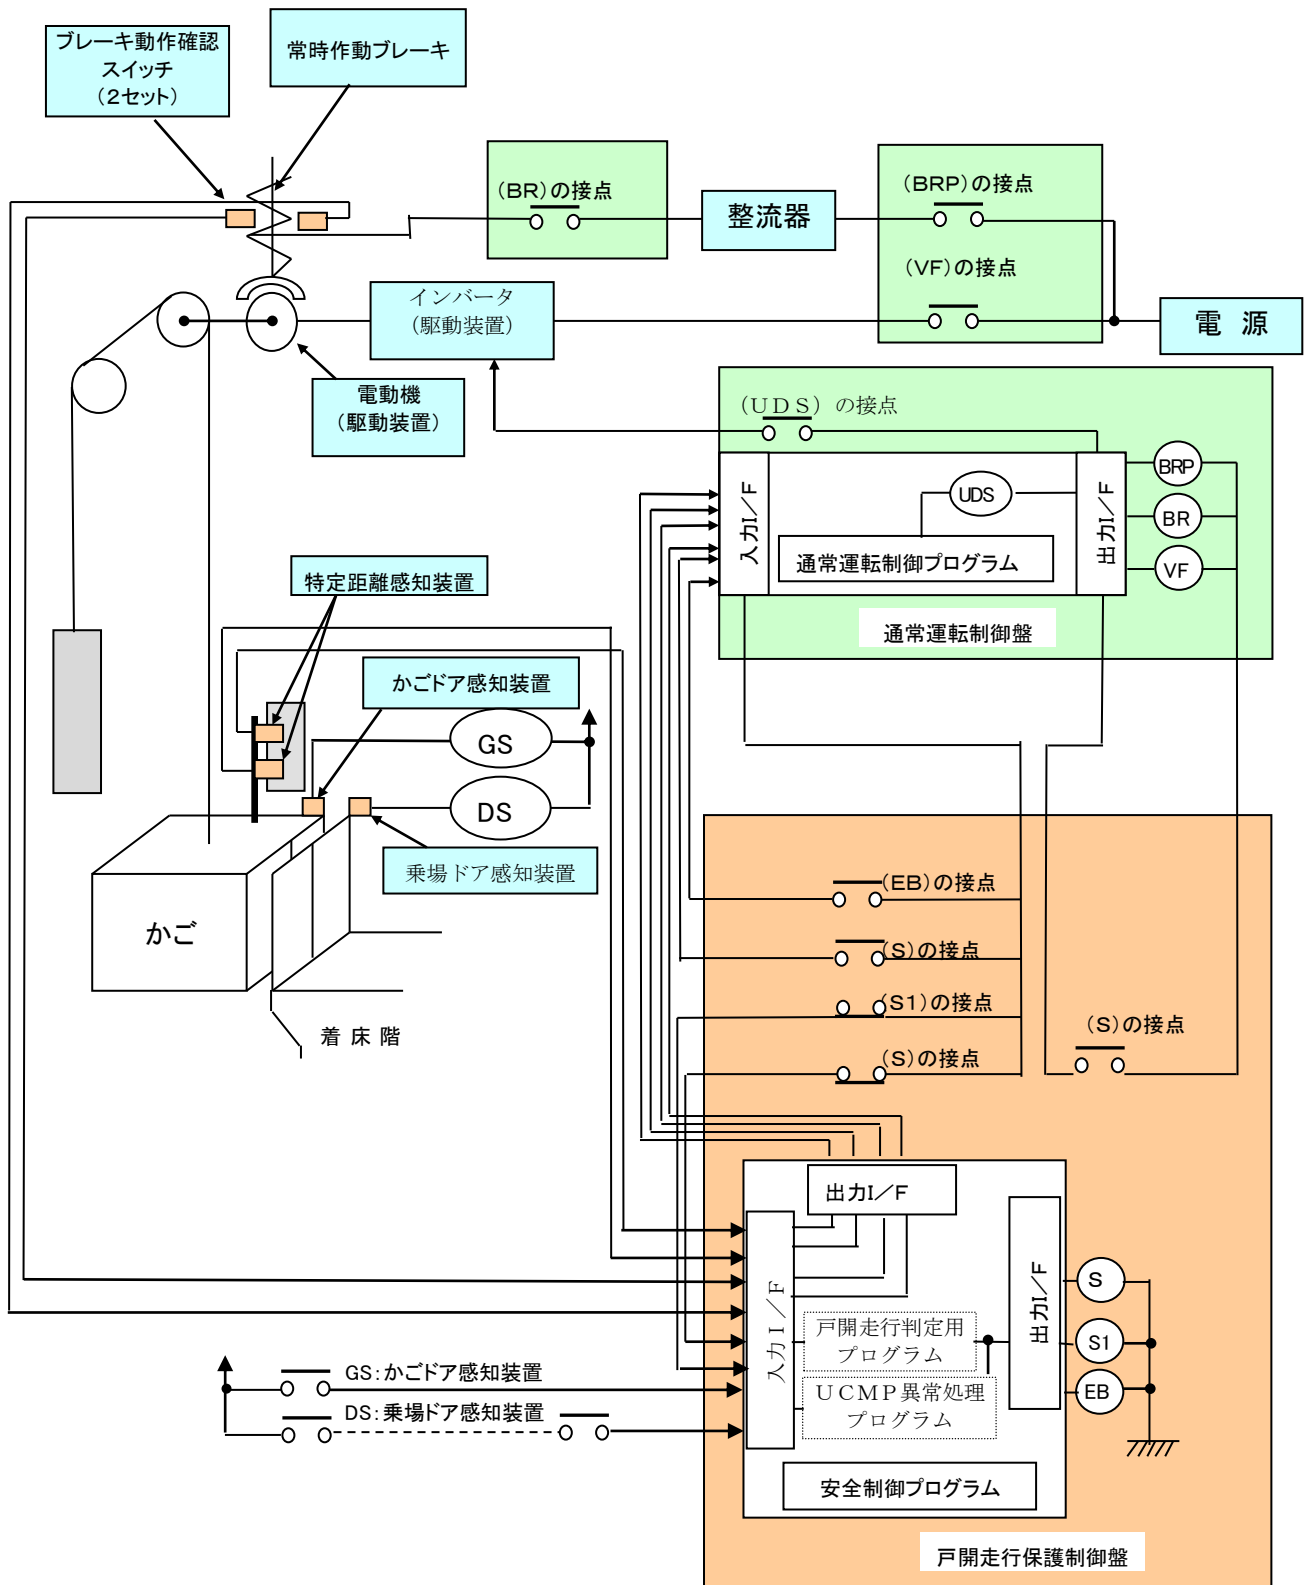 ブレーキ動作確認
スイッチ
(2セット)
常時作動ブレーキ
(BR)の接点
整流器
(BRP)の接点
(VF)の接点
電 源
インバータ
(駆動装置)
電動機
(駆動装置)
(UDS) の接点
入力I/F
UDS
通常運転制御プログラム
出力I/F
BRP
BR
VF
通常運転制御盤
特定距離感知装置
かごドア感知装置
GS
DS
乗場ドア感知装置
かご
着 床 階
(EB)の接点
(S)の接点
(S1)の接点
(S)の接点
(S)の接点
出力I/F
入力I/F
戸開走行判定用
プログラム
UCMP異常処理
プログラム
出力I/F
S
S1
EB
安全制御プログラム
戸開走行保護制御盤
GS:かごドア感知装置
DS:乗場ドア感知装置